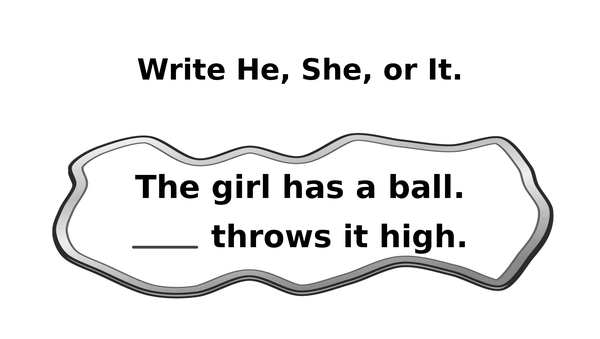 Write He, She, or It.
The girl has a ball.
____ throws it high.